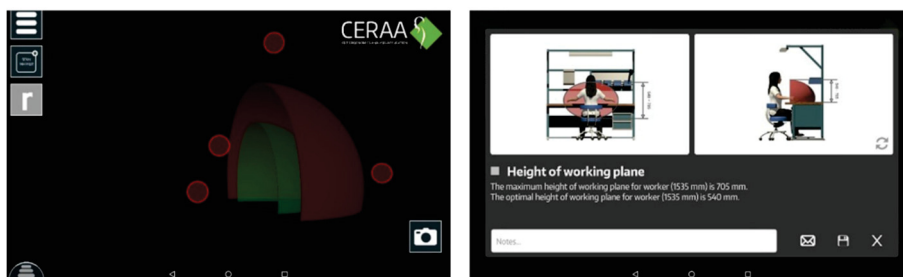 CERAA
r
Height of working plane
The maximum height of working plane for worker (1535 mm) is 705 mm.
The optimal height of working plane for worker (1535 mm) is 540 mm.
Notes...